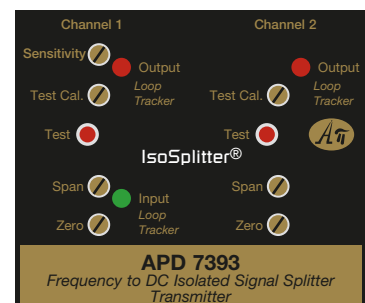 Channel 1 Channel 2
Sensitivity
Output Output
Test Cal. Loop Tracker Test Cal. Loop Tracker
Test Test Aπ
IsoSplitter®
Span Span
Input
Zero Loop Tracker Zero
APD 7393
Frequency to DC Isolated Signal Splitter
Transmitter